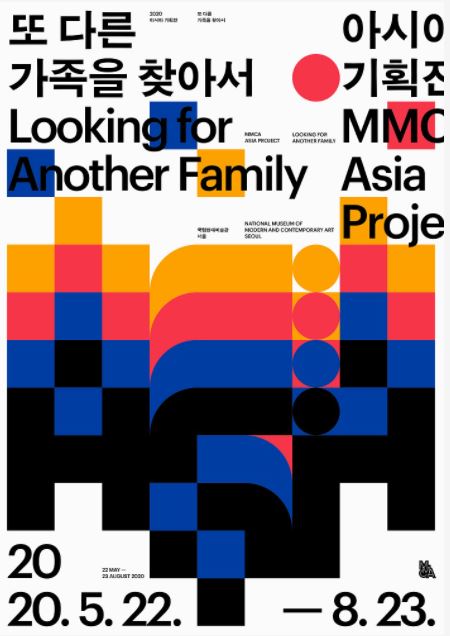 또 다른
가족을 찾아서
Looking for
Another Family
2020
아시아 기획전
또 다른
가족을 찾아서
아시
기획전
MMC
Asia
Proje
MMCA
ASIA PROJECT
LOOKING FOR
ANOTHER FAMILY
국립현대미술관
서울
NATIONAL MUSEUM OF
MODERN AND CONTEMPORARY ART
SEOUL
20
20. 5. 22.
22 MAY —
23 AUGUST 2020
— 8. 23.